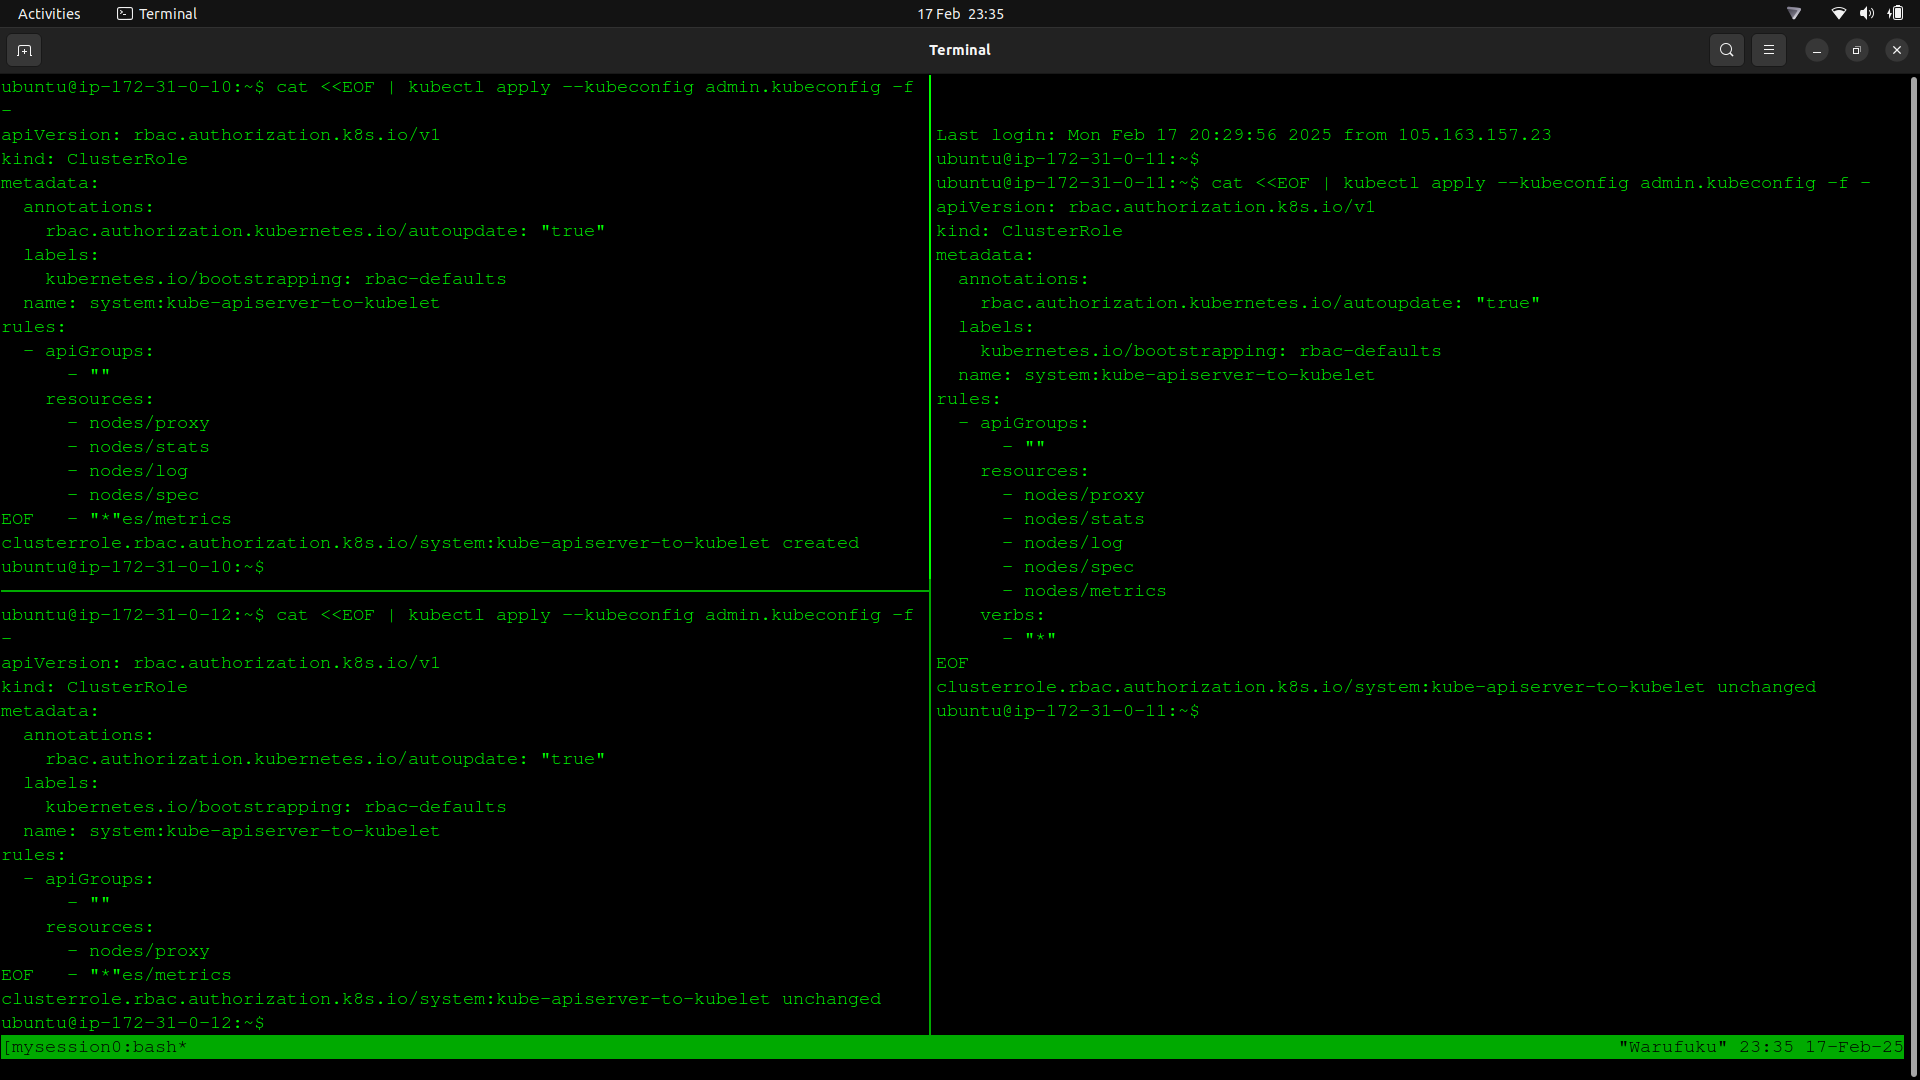 Activities Terminal 17 Feb 23:35
Terminal
ubuntu@ip-172-31-0-10:~$ cat <<EOF | kubectl apply --kubeconfig admin.kubeconfig -f
-
apiVersion: rbac.authorization.k8s.io/v1
kind: ClusterRole
metadata:
  annotations:
    rbac.authorization.kubernetes.io/autoupdate: "true"
  labels:
    kubernetes.io/bootstrapping: rbac-defaults
  name: system:kube-apiserver-to-kubelet
rules:
  - apiGroups:
      - ""
    resources:
      - nodes/proxy
      - nodes/stats
      - nodes/log
      - nodes/spec
EOF   - "*"es/metrics
clusterrole.rbac.authorization.k8s.io/system:kube-apiserver-to-kubelet created
ubuntu@ip-172-31-0-10:~$
ubuntu@ip-172-31-0-12:~$ cat <<EOF | kubectl apply --kubeconfig admin.kubeconfig -f
-
apiVersion: rbac.authorization.k8s.io/v1
kind: ClusterRole
metadata:
  annotations:
    rbac.authorization.kubernetes.io/autoupdate: "true"
  labels:
    kubernetes.io/bootstrapping: rbac-defaults
  name: system:kube-apiserver-to-kubelet
rules:
  - apiGroups:
      - ""
    resources:
      - nodes/proxy
EOF   - "*"es/metrics
clusterrole.rbac.authorization.k8s.io/system:kube-apiserver-to-kubelet unchanged
ubuntu@ip-172-31-0-12:~$
Last login: Mon Feb 17 20:29:56 2025 from 105.163.157.23
ubuntu@ip-172-31-0-11:~$
ubuntu@ip-172-31-0-11:~$ cat <<EOF | kubectl apply --kubeconfig admin.kubeconfig -f -
apiVersion: rbac.authorization.k8s.io/v1
kind: ClusterRole
metadata:
  annotations:
    rbac.authorization.kubernetes.io/autoupdate: "true"
  labels:
    kubernetes.io/bootstrapping: rbac-defaults
  name: system:kube-apiserver-to-kubelet
rules:
  - apiGroups:
      - ""
    resources:
      - nodes/proxy
      - nodes/stats
      - nodes/log
      - nodes/spec
      - nodes/metrics
    verbs:
      - "*"
EOF
clusterrole.rbac.authorization.k8s.io/system:kube-apiserver-to-kubelet unchanged
ubuntu@ip-172-31-0-11:~$
[mysession0:bash* "Warufuku" 23:35 17-Feb-25